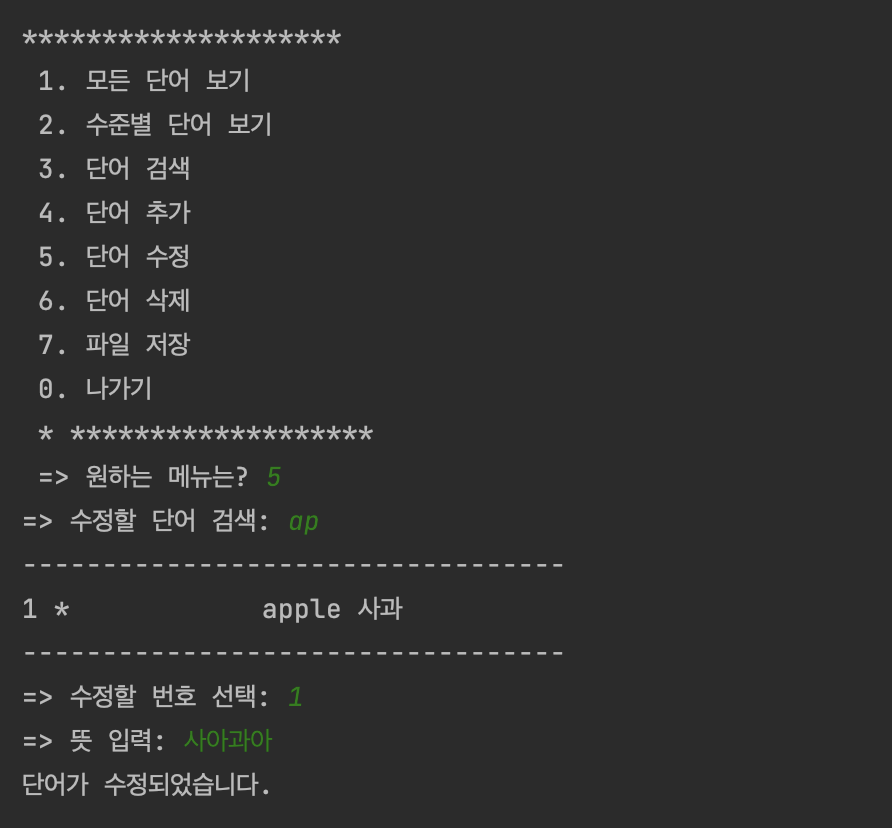 ********************
1. 모든 단어 보기
2. 수준별 단어 보기
3. 단어 검색
4. 단어 추가
5. 단어 수정
6. 단어 삭제
7. 파일 저장
0. 나가기
* *******************
=> 원하는 메뉴는? 5
=> 수정할 단어 검색: ap
----------------------------------
1 *            apple 사과
----------------------------------
=> 수정할 번호 선택: 1
=> 뜻 입력: 사아과아
단어가 수정되었습니다.